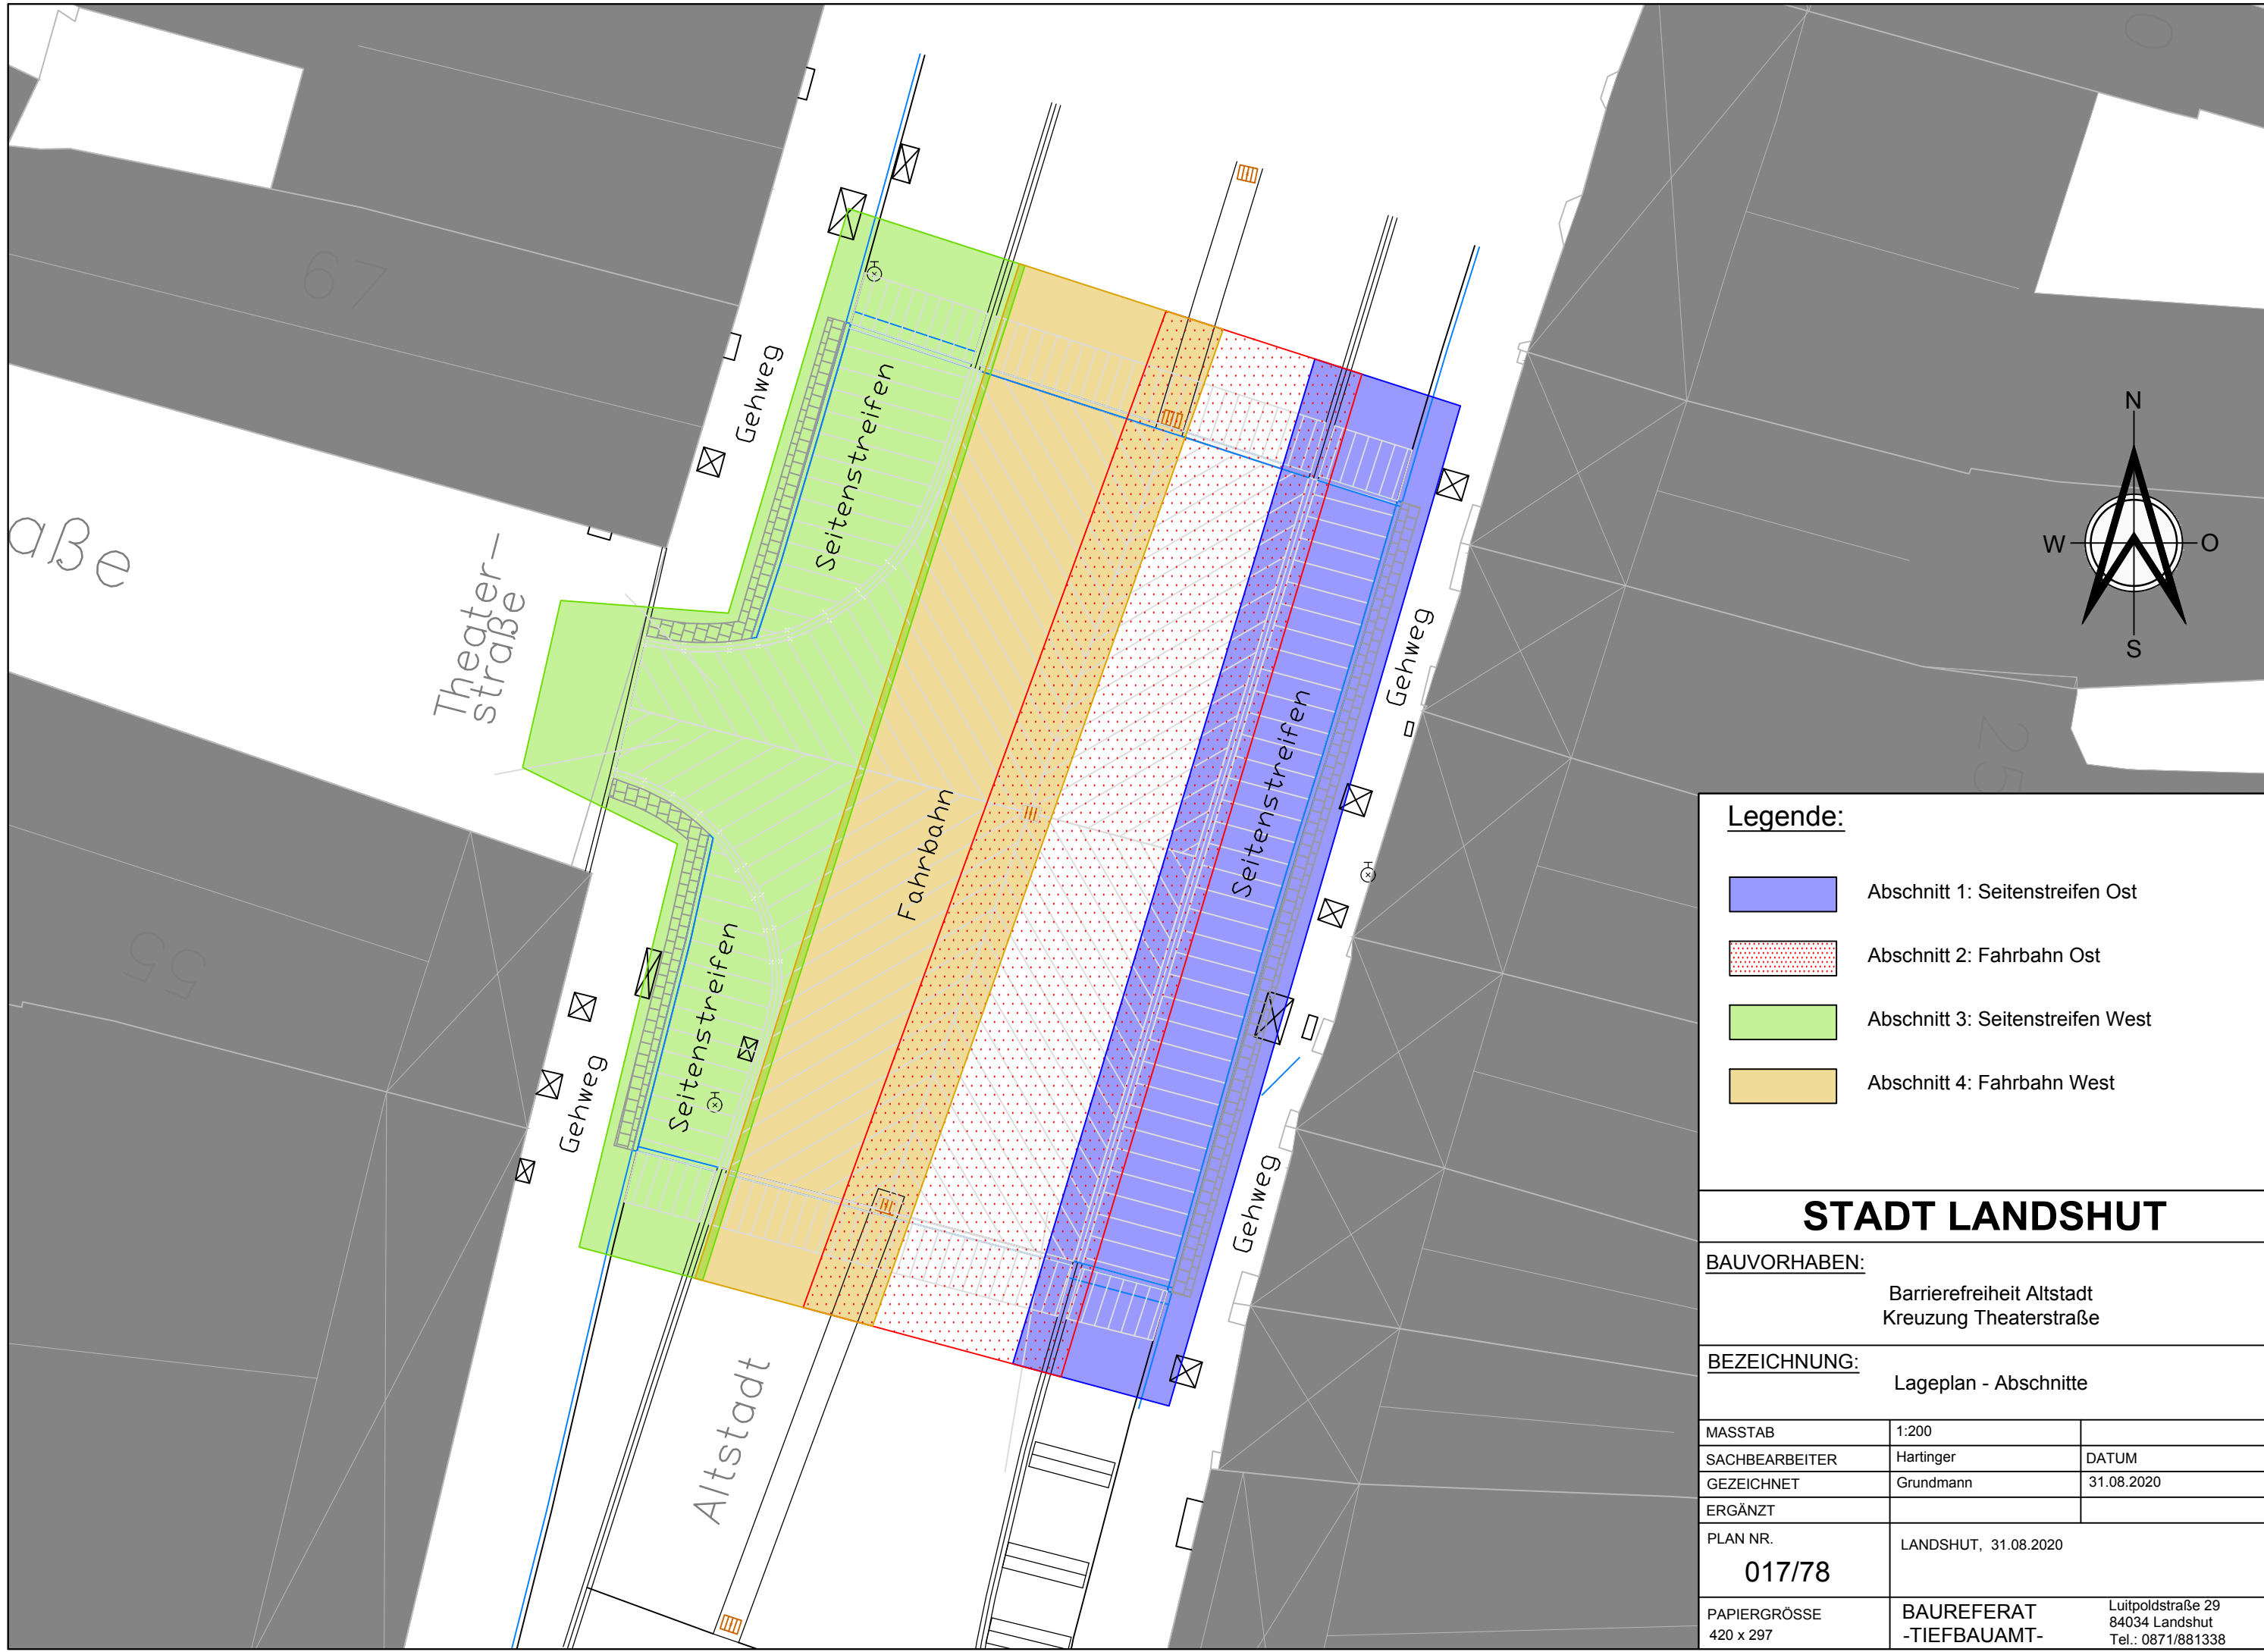 67
Gehweg
Seitenstreifen
aße
Theater-
straße
Gehweg
Seitenstreifen
Fahrbahn
55
Seitenstreifen
Gehweg
Gehweg
Altstadt
25
0
N
W
O
S
Legende:
Abschnitt 1: Seitenstreifen Ost
Abschnitt 2: Fahrbahn Ost
Abschnitt 3: Seitenstreifen West
Abschnitt 4: Fahrbahn West
STADT LANDSHUT
BAUVORHABEN:
Barrierefreiheit Altstadt
Kreuzung Theaterstraße
BEZEICHNUNG:
Lageplan - Abschnitte
MASSTAB 1:200
SACHBEARBEITER Hartinger DATUM
GEZEICHNET Grundmann 31.08.2020
ERGÄNZT
PLAN NR. LANDSHUT, 31.08.2020
017/78
PAPIERGRÖSSE
420 x 297
BAUREFERAT
-TIEFBAUAMT-
Luitpoldstraße 29
84034 Landshut
Tel.: 0871/881338